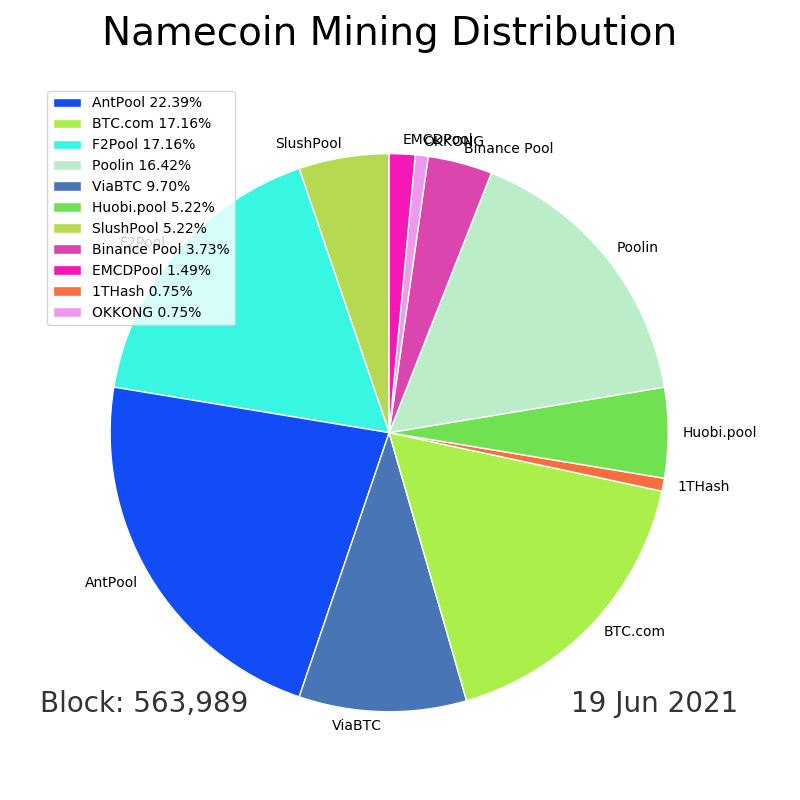 Namecoin Mining Distribution
AntPool 22.39%
BTC.com 17.16%
F2Pool 17.16%
Poolin 16.42%
ViaBTC 9.70%
Huobi.pool 5.22%
SlushPool 5.22%
Binance Pool 3.73%
EMCDPool 1.49%
1THash 0.75%
OKKONG 0.75%
SlushPool
EMCDPool
OKKONG
Binance Pool
F2Pool
Poolin
Huobi.pool
1THash
AntPool
BTC.com
ViaBTC
Block: 563,989
19 Jun 2021